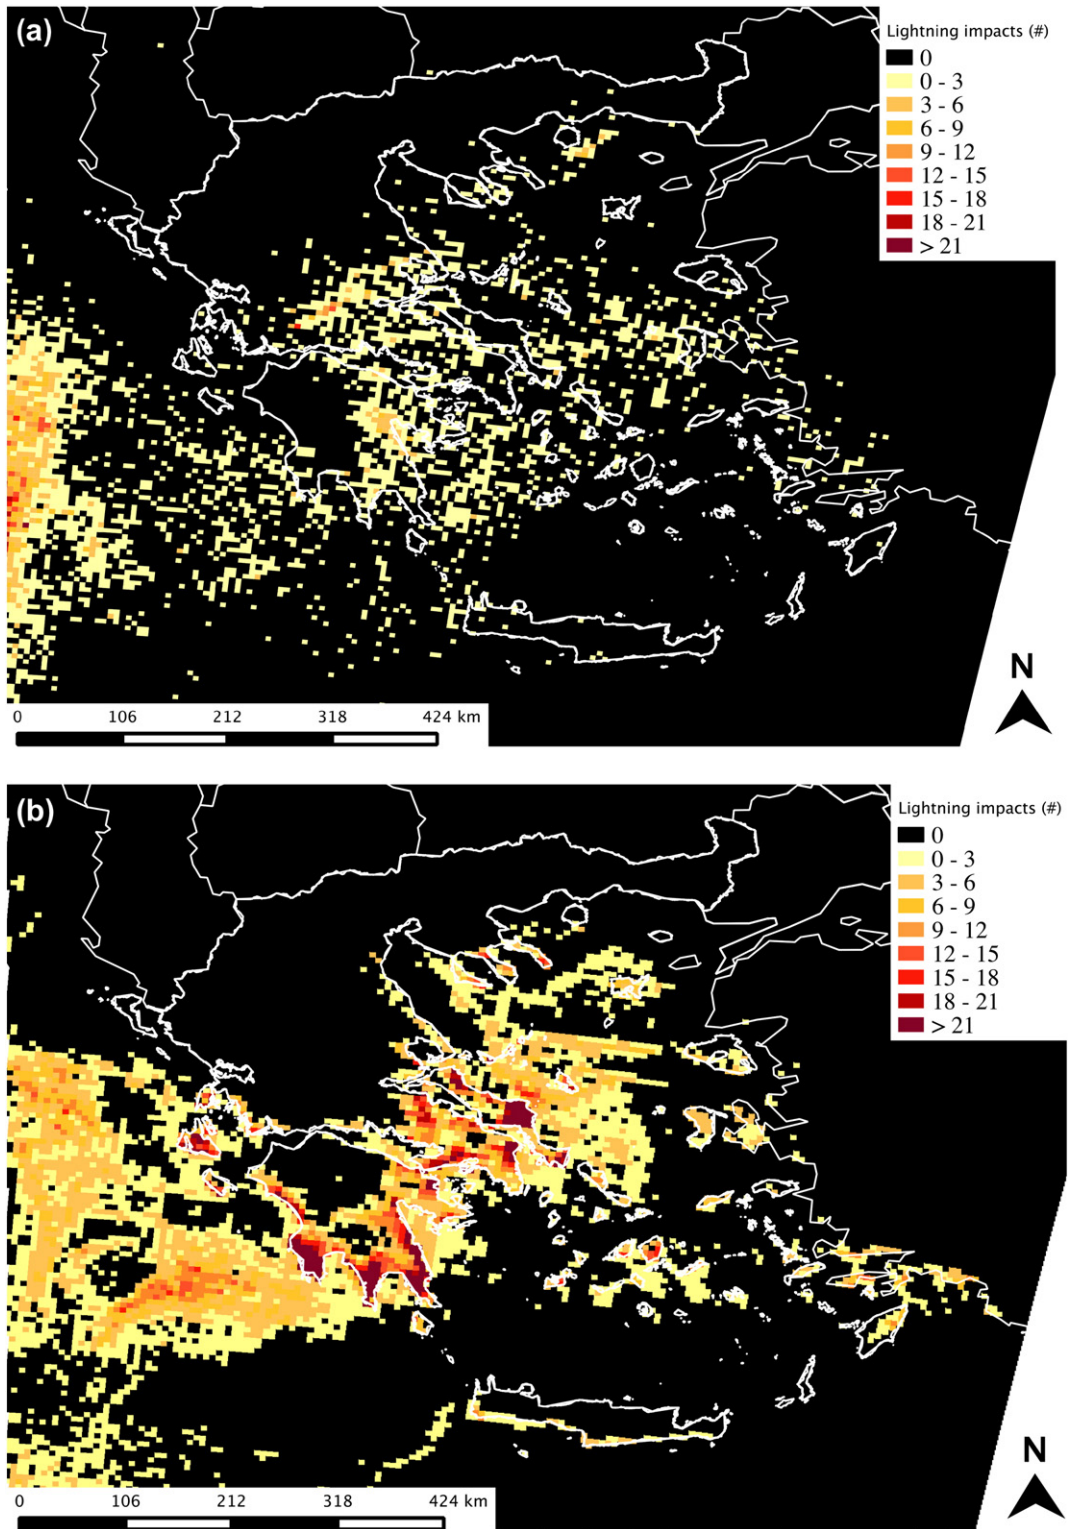 (a)
Lightning impacts (#)
0
0 - 3
3 - 6
6 - 9
9 - 12
12 - 15
15 - 18
18 - 21
> 21
N
0 106 212 318 424 km
(b)
Lightning impacts (#)
0
0 - 3
3 - 6
6 - 9
9 - 12
12 - 15
15 - 18
18 - 21
> 21
N
0 106 212 318 424 km